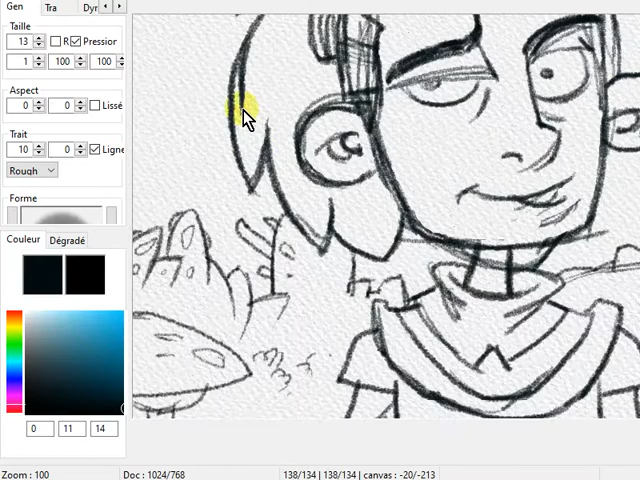 Gen Tra Dyr
Taille
13 R Pression
1 100 100
Aspect
0 0 Lissé
Trait
10 0 Ligne
Rough
Forme
Couleur Dégradé
0 11 14
Zoom : 100 Doc : 1024/768 138/134 | 138/134 | canvas : -20/-213